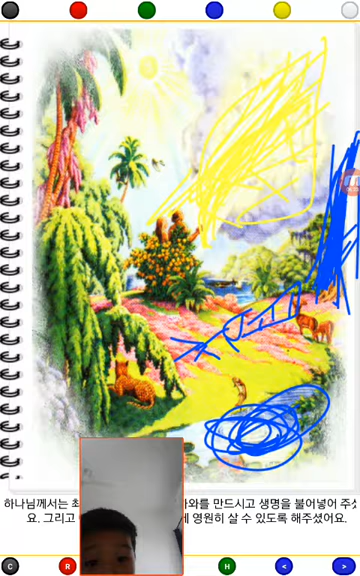 하나님께서는 최
와를 만드시고 생명을 불어넣어 주셨
요. 그리고
게 영원히 살 수 있도록 해주셨어요.
C
R
H
<
>